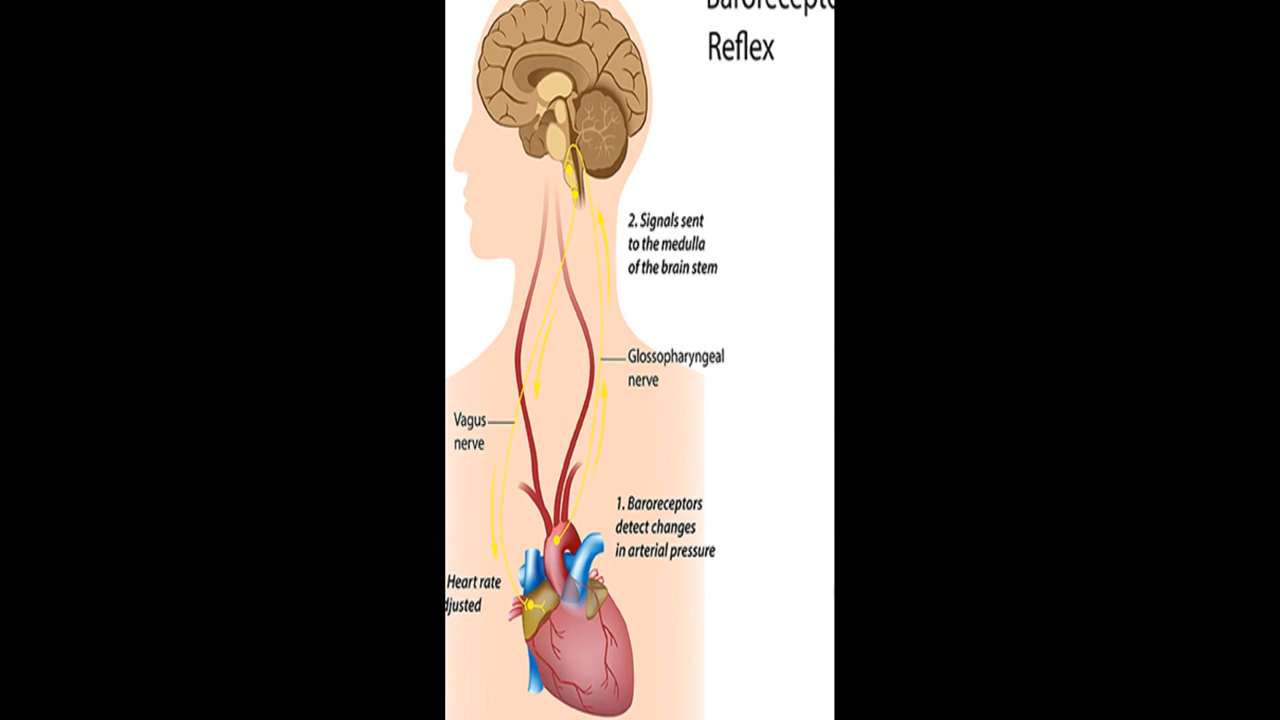 Barorecepto
Reflex
2. Signals sent
to the medulla
of the brain stem
Glossopharyngeal
nerve
Vagus
nerve
1. Baroreceptors
detect changes
in arterial pressure
Heart rate
djusted